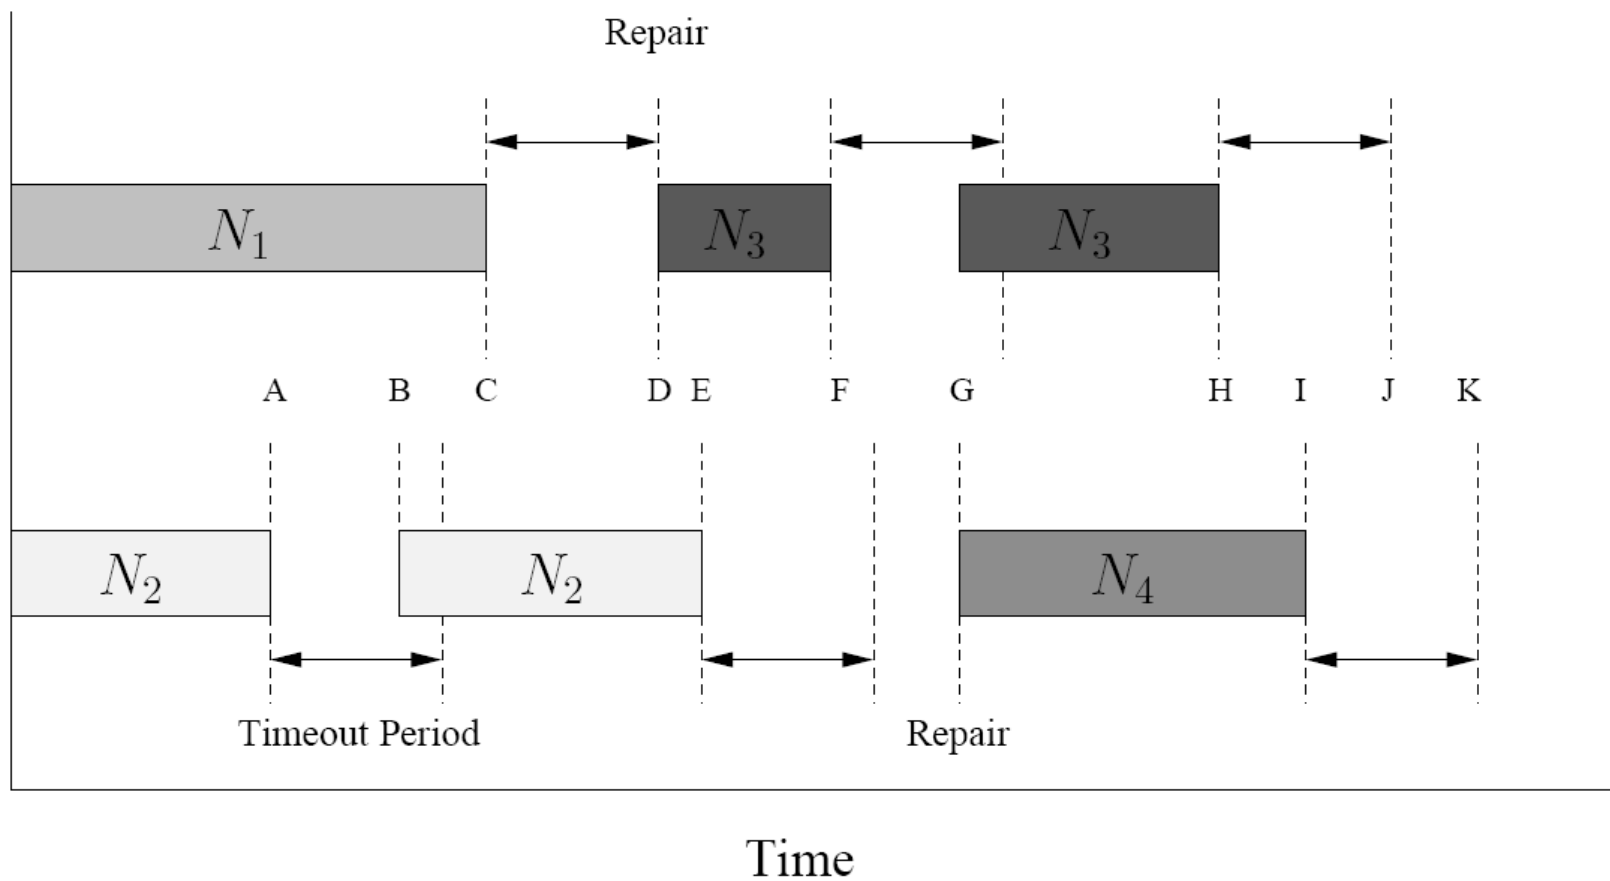 Repair
N₁ N₃ N₃
A B C D E F G H I J K
N₂ N₂ N₄
Timeout Period Repair
Time